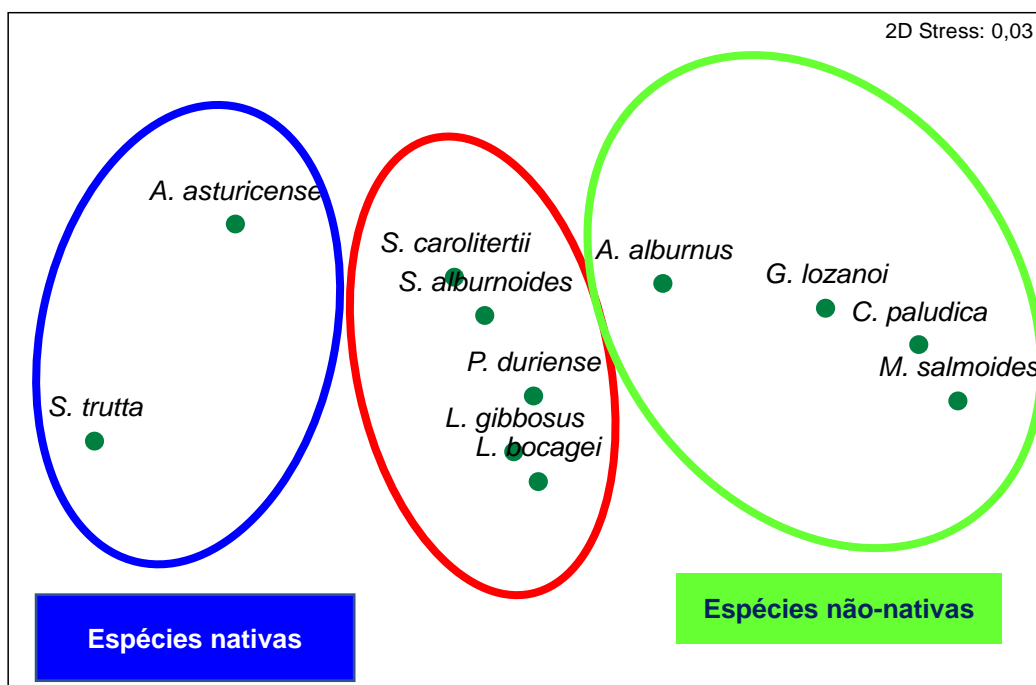 2D Stress: 0,03
A. asturicense
S. carolitertii
A. alburnus
S. alburnoides
G. lozanoi
C. paludica
P. duriense
M. salmoides
S. trutta
L. gibbosus
L. bocagei
Espécies nativas
Espécies não-nativas